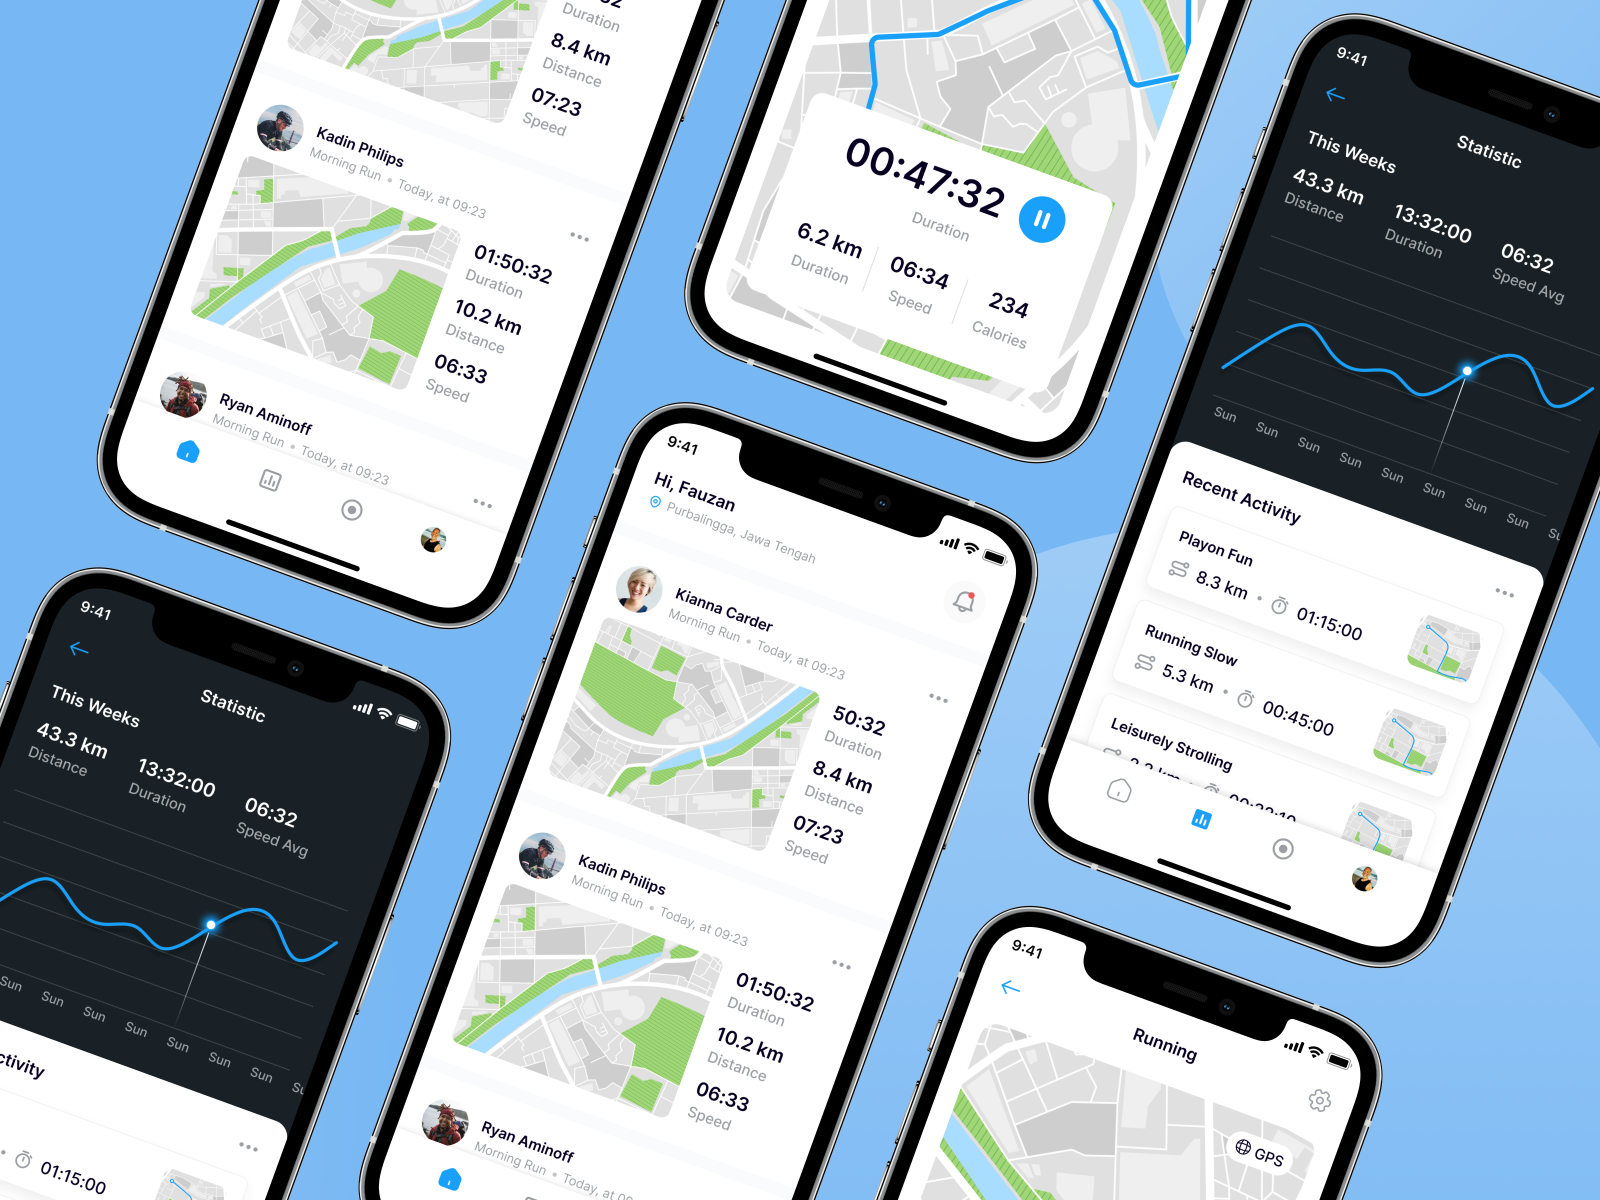 Duration
8.4 km
Distance
07:23
Speed
Kadin Philips
Morning Run • Today, at 09:23
01:50:32
Duration
10.2 km
Distance
06:33
Speed
Ryan Aminoff
Morning Run • Today, at 09:23
00:47:32
Duration
6.2 km
Duration
06:34
Speed
234
Calories
9:41
Statistic
This Weeks
43.3 km
Distance
13:32:00
Duration
06:32
Speed Avg
Sun Sun Sun Sun Sun Sun Sun Sun
Recent Activity
Playon Fun
8.3 km • 01:15:00
Running Slow
5.3 km • 00:45:00
Leisurely Strolling
9:41
Statistic
This Weeks
43.3 km
Distance
13:32:00
Duration
06:32
Speed Avg
Sun Sun Sun Sun Sun Sun Sun
ctivity
• 01:15:00
9:41
Hi, Fauzan
Purbalingga, Jawa Tengah
Kianna Carder
Morning Run • Today, at 09:23
50:32
Duration
8.4 km
Distance
07:23
Speed
Kadin Philips
Morning Run • Today, at 09:23
01:50:32
Duration
10.2 km
Distance
06:33
Speed
Ryan Aminoff
Morning Run • Today, at 09:23
9:41
Running
GPS